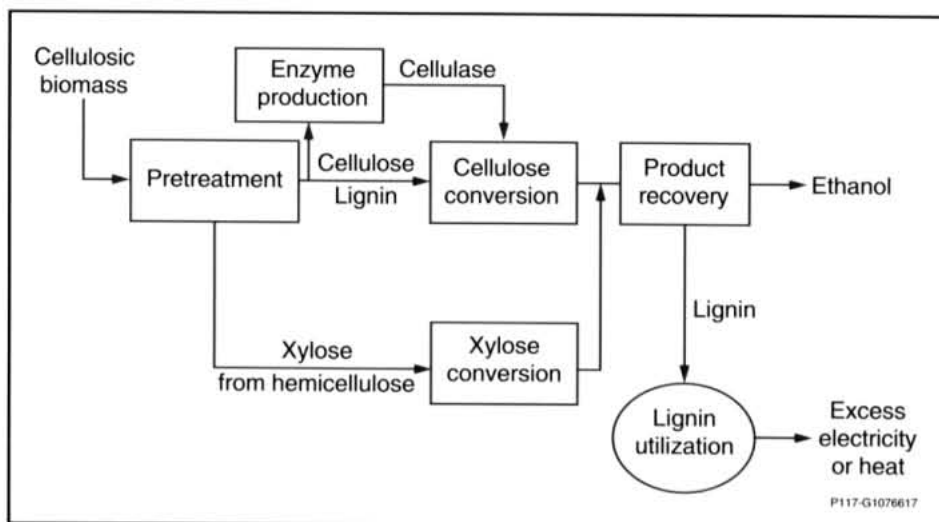 Cellulosic
biomass
Enzyme
production
Cellulase
Pretreatment
Cellulose
Lignin
Cellulose
conversion
Product
recovery
Ethanol
Xylose
from hemicellulose
Xylose
conversion
Lignin
Lignin
utilization
Excess
electricity
or heat
P117-G1076617